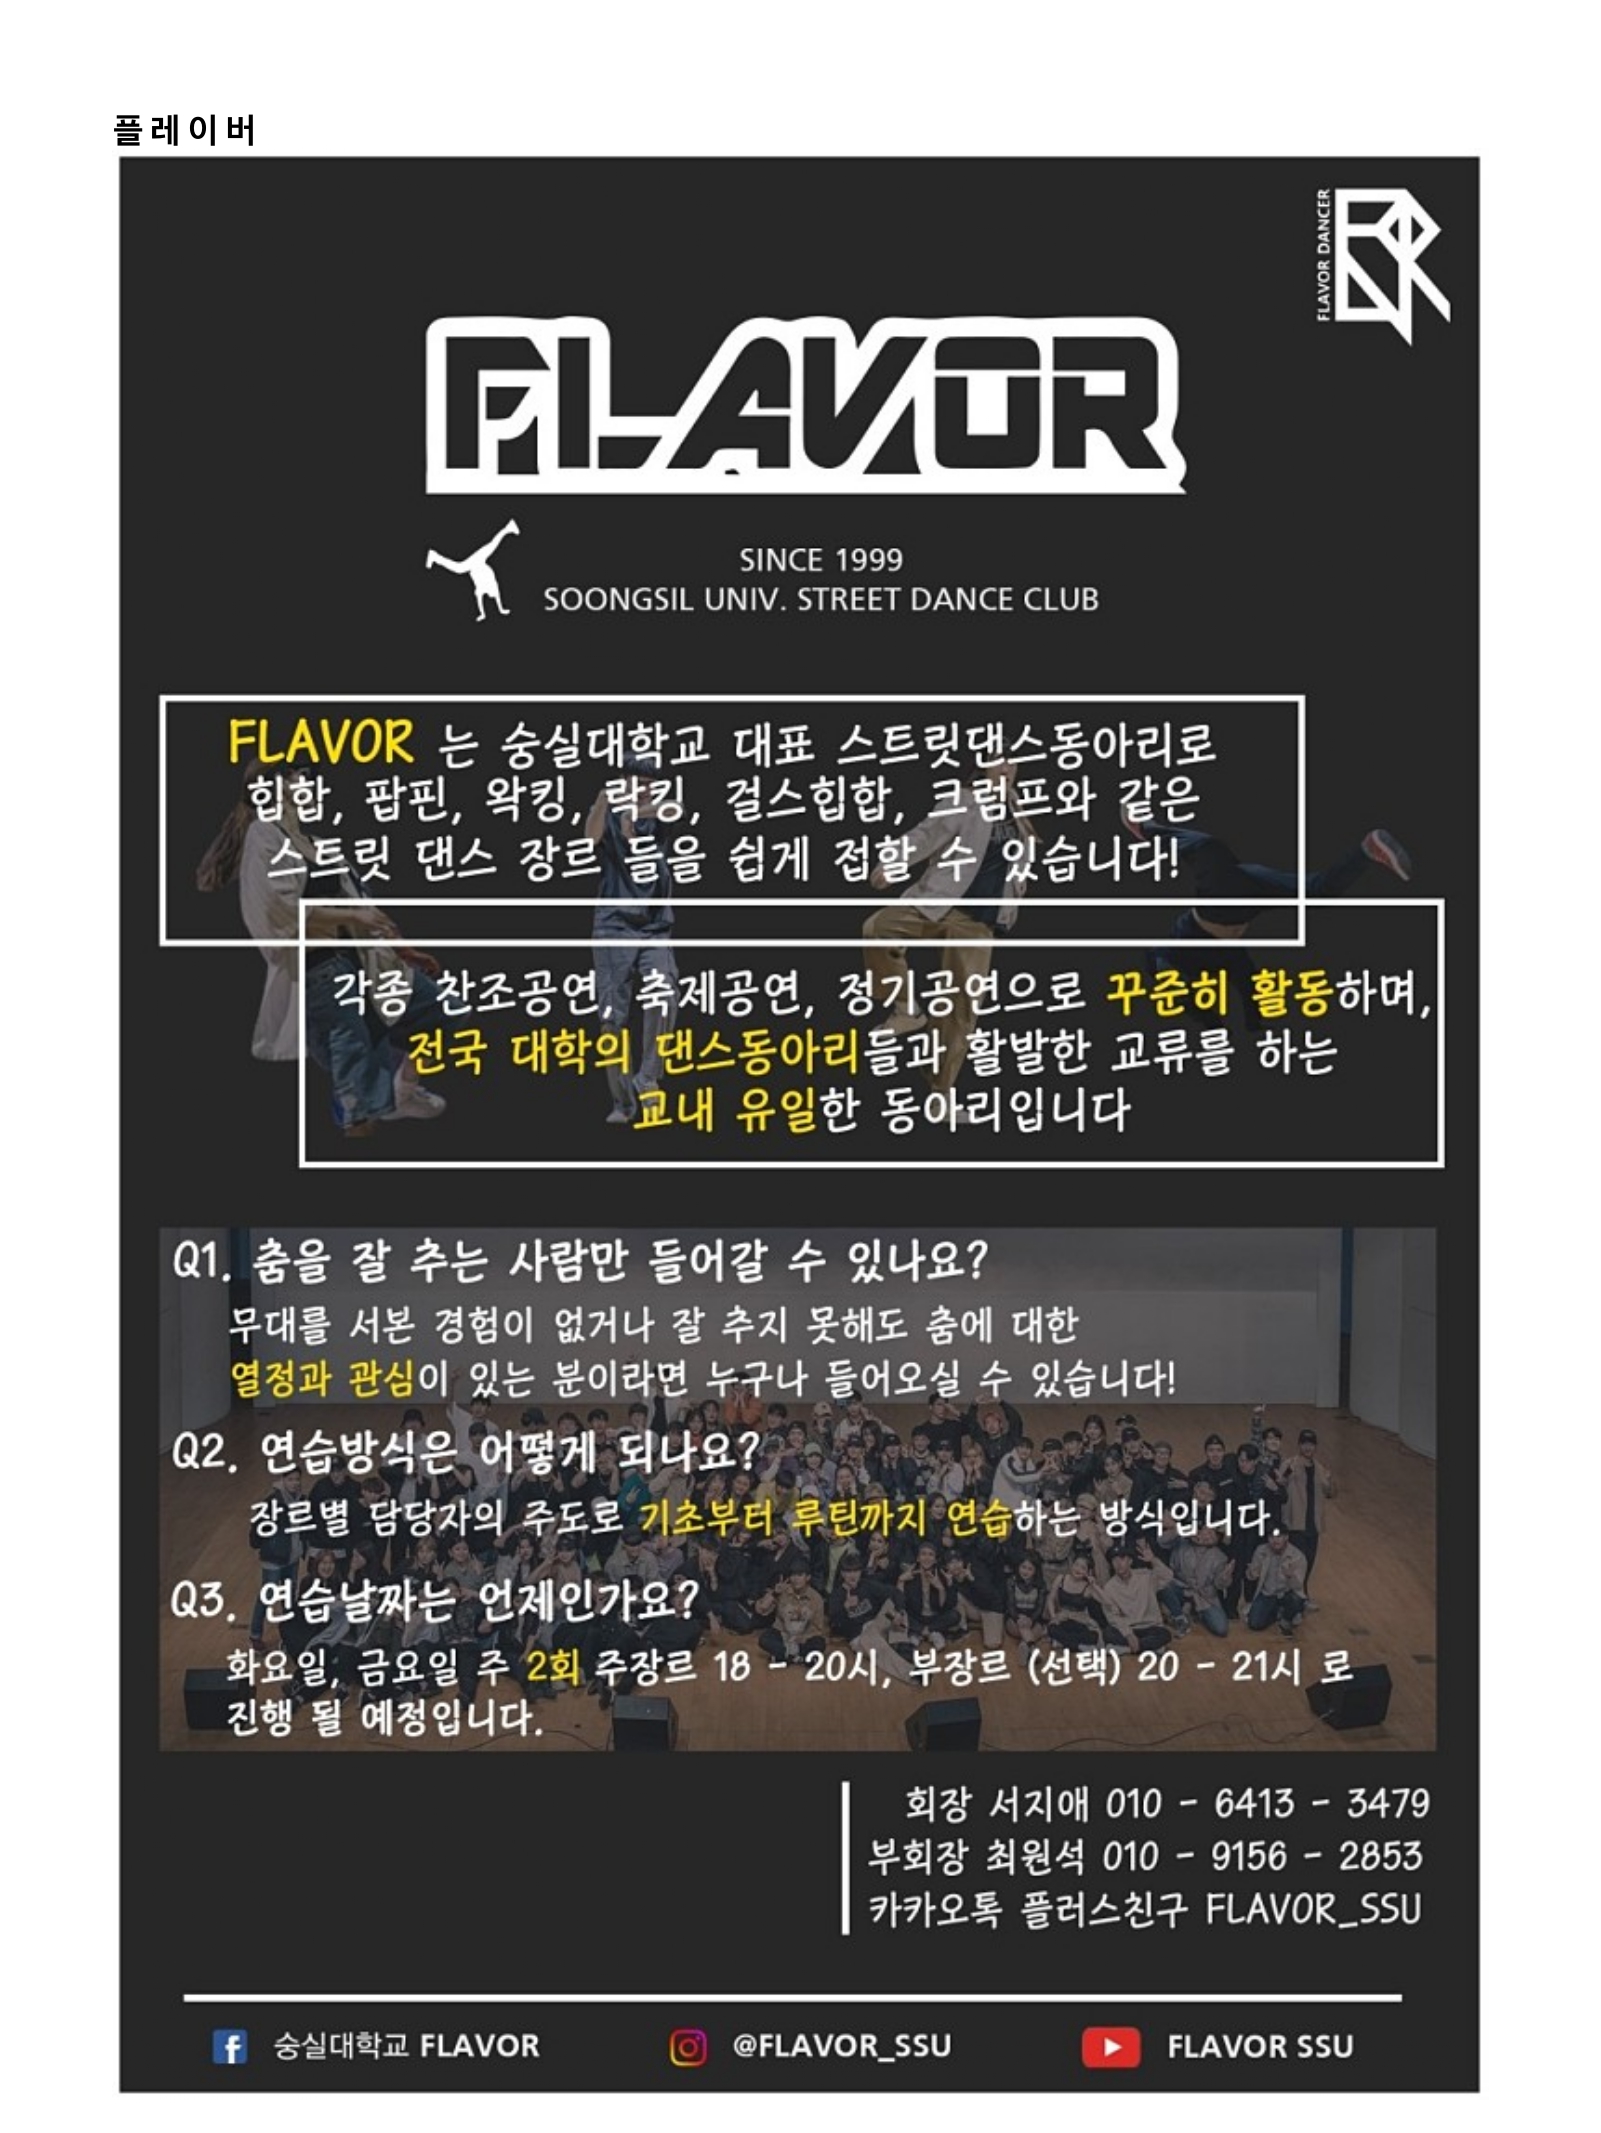 플레이버
FLAVOR DANCER
FLAVOR
SINCE 1999
SOONGSIL UNIV. STREET DANCE CLUB
FLAVOR 는 숭실대학교 대표 스트릿댄스동아리로
힙합, 팝핀, 왁킹, 락킹, 걸스힙합, 크럼프와 같은
스트릿 댄스 장르 들을 쉽게 접할 수 있습니다!
각종 찬조공연, 축제공연, 정기공연으로 꾸준히 활동하며,
전국 대학의 댄스동아리들과 활발한 교류를 하는
교내 유일한 동아리입니다
Q1. 춤을 잘 추는 사람만 들어갈 수 있나요?
무대를 서본 경험이 없거나 잘 추지 못해도 춤에 대한
열정과 관심이 있는 분이라면 누구나 들어오실 수 있습니다!
Q2. 연습방식은 어떻게 되나요?
장르별 담당자의 주도로 기초부터 루틴까지 연습하는 방식입니다.
Q3. 연습날짜는 언제인가요?
화요일, 금요일 주 2회 주장르 18 - 20시, 부장르 (선택) 20 - 21시 로
진행 될 예정입니다.
회장 서지애 010 - 6413 - 3479
부회장 최원석 010 - 9156 - 2853
카카오톡 플러스친구 FLAVOR_SSU
숭실대학교 FLAVOR
@FLAVOR_SSU
FLAVOR SSU